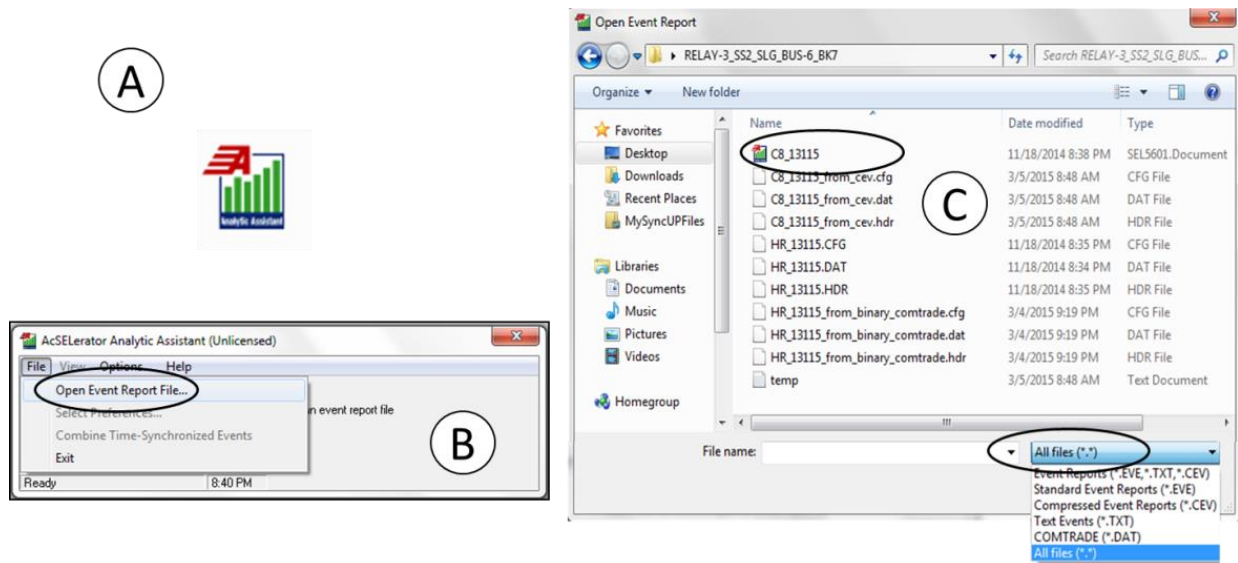 A
Analytic Assistant
AcSELerator Analytic Assistant (Unlicensed)
File View Options Help
Open Event Report File...
Select Preferences...
Combine Time-Synchronized Events
Exit
n event report file
B
Ready 8:40 PM
Open Event Report
RELAY-3_SS2_SLG_BUS-6_BK7
Search RELAY-3_SS2_SLG_BUS...
Organize New folder
Favorites
Desktop
Downloads
Recent Places
MySyncUPFiles
Libraries
Documents
Music
Pictures
Videos
Homegroup
Name Date modified Type
C8_13115 11/18/2014 8:38 PM SEL5601.Document
C8_13115_from_cev.cfg 3/5/2015 8:48 AM CFG File
C8_13115_from_cev.dat 3/5/2015 8:48 AM DAT File
C8_13115_from_cev.hdr 3/5/2015 8:48 AM HDR File
HR_13115.CFG 11/18/2014 8:35 PM CFG File
HR_13115.DAT 11/18/2014 8:34 PM DAT File
HR_13115.HDR 11/18/2014 8:35 PM HDR File
HR_13115_from_binary_comtrade.cfg 3/4/2015 9:19 PM CFG File
HR_13115_from_binary_comtrade.dat 3/4/2015 9:19 PM DAT File
HR_13115_from_binary_comtrade.hdr 3/4/2015 9:19 PM HDR File
temp 3/5/2015 8:48 AM Text Document
C
File name: All files (*.*)
Event Reports (*.EVE,*.TXT,*.CEV)
Standard Event Reports (*.EVE)
Compressed Event Reports (*.CEV)
Text Events (*.TXT)
COMTRADE (*.DAT)
All files (*.*)